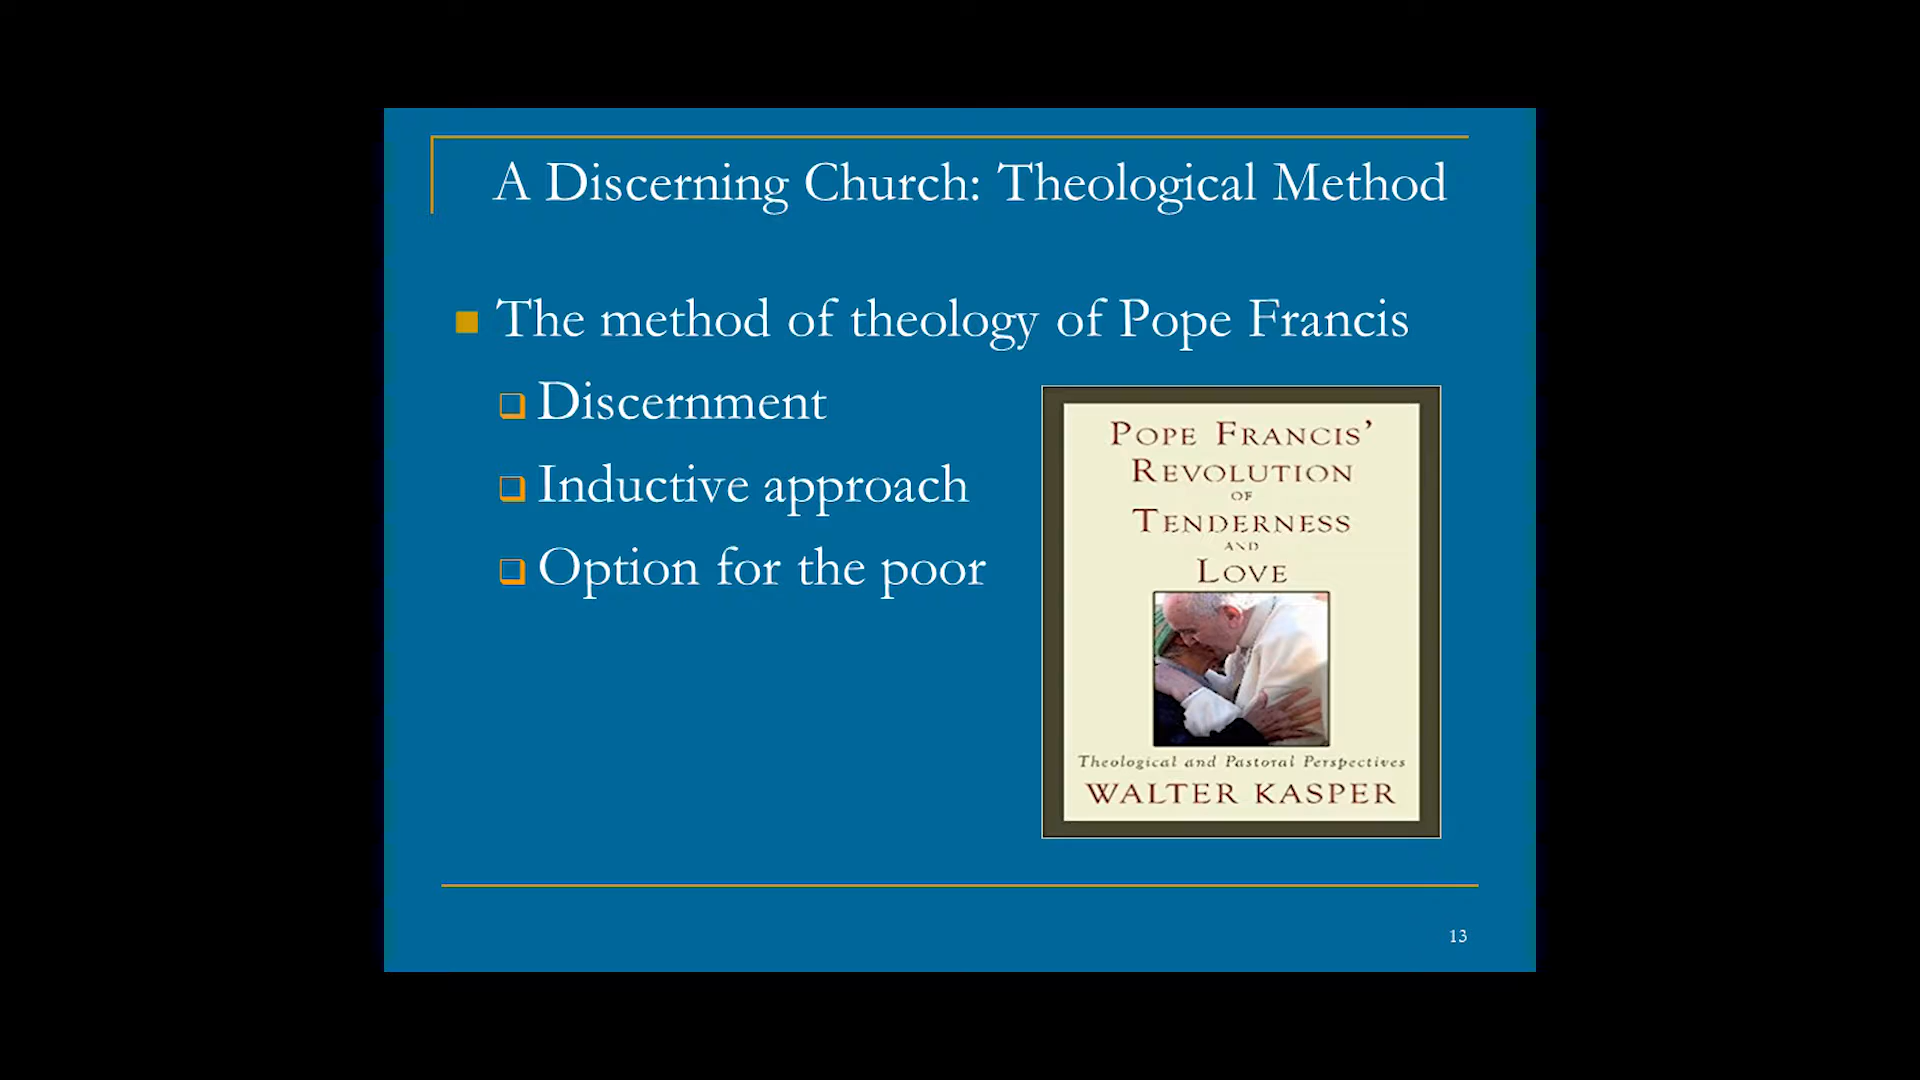 A Discerning Church: Theological Method
The method of theology of Pope Francis
Discernment
Inductive approach
Option for the poor
POPE FRANCIS'
REVOLUTION
OF
TENDERNESS
AND
LOVE
Theological and Pastoral Perspectives
WALTER KASPER
13